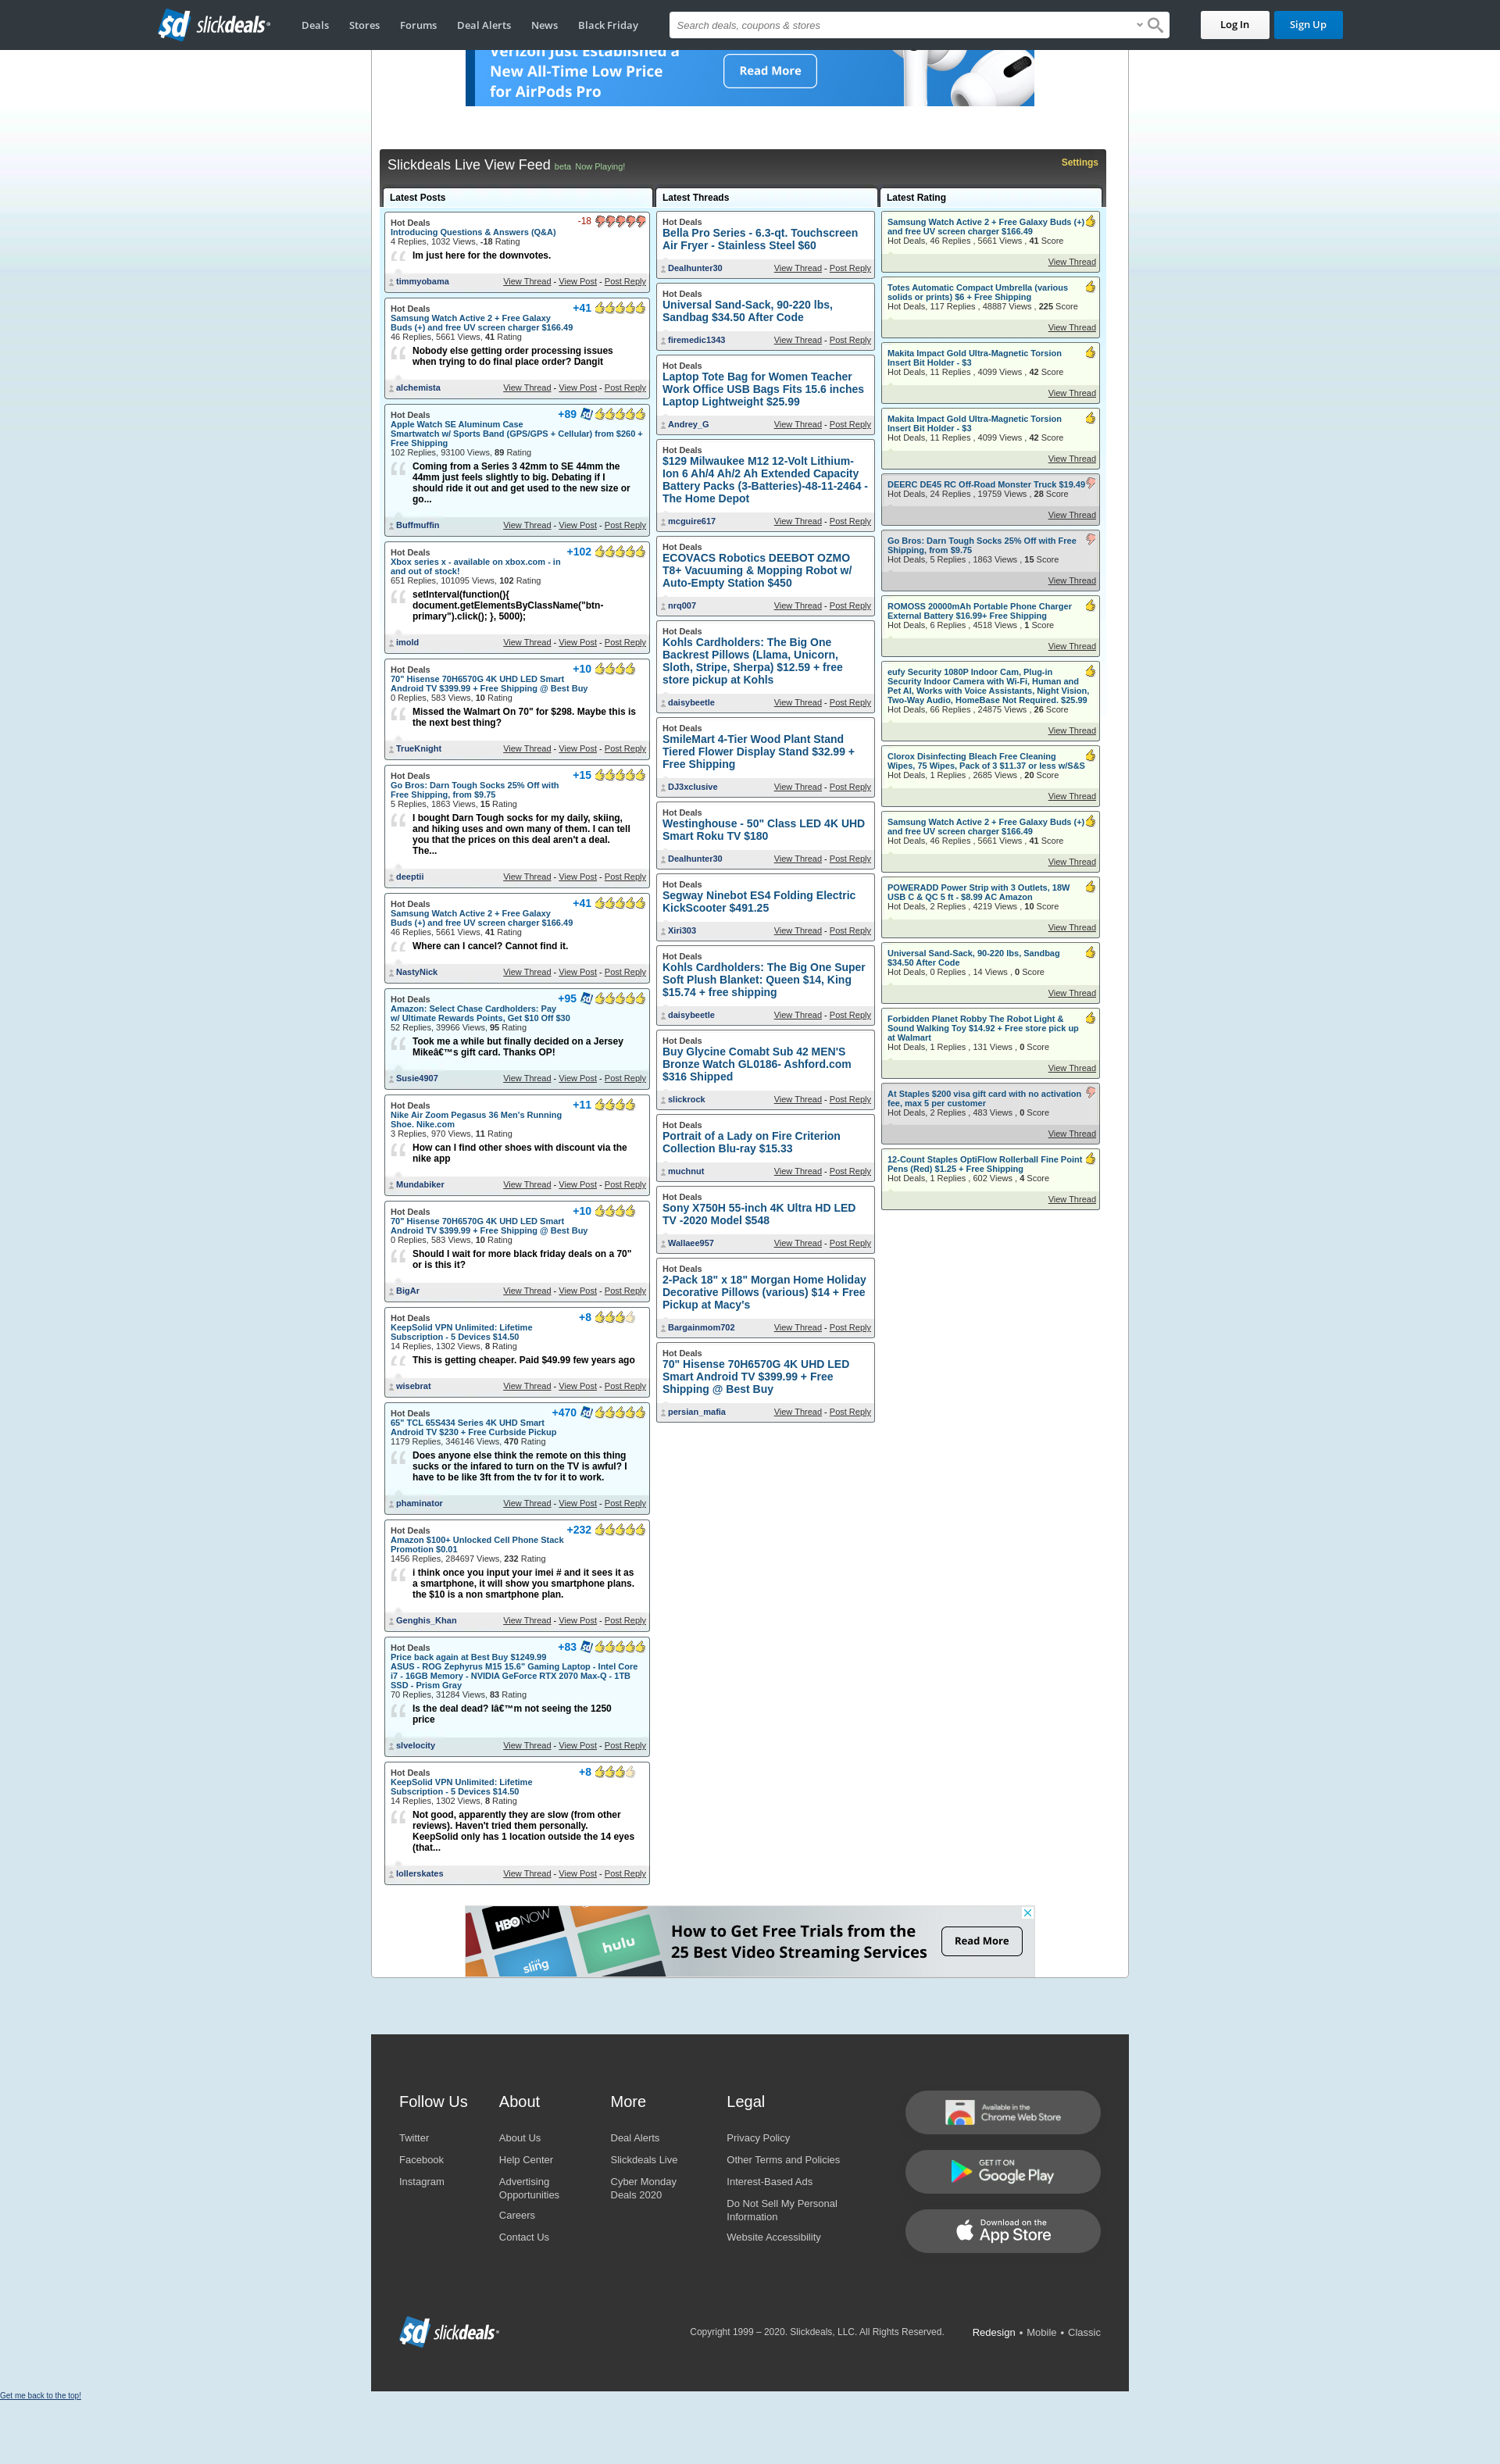 sd slickdeals
Deals
Stores
Forums
Deal Alerts
News
Black Friday
Search deals, coupons & stores
Log In
Sign Up
Verizon Just Established a
New All-Time Low Price
for AirPods Pro
Read More
Slickdeals Live View Feed beta Now Playing!
Settings
Latest Posts
Hot Deals
-18
Introducing Questions & Answers (Q&A)
4 Replies, 1032 Views, -18 Rating
Im just here for the downvotes.
timmyobama
View Thread - View Post - Post Reply
Hot Deals
+41
Samsung Watch Active 2 + Free Galaxy
Buds (+) and free UV screen charger $166.49
46 Replies, 5661 Views, 41 Rating
Nobody else getting order processing issues
when trying to do final place order? Dangit
alchemista
View Thread - View Post - Post Reply
Hot Deals
+89
Apple Watch SE Aluminum Case
Smartwatch w/ Sports Band (GPS/GPS + Cellular) from $260 +
Free Shipping
102 Replies, 93100 Views, 89 Rating
Coming from a Series 3 42mm to SE 44mm the
44mm just feels slightly to big. Debating if I
should ride it out and get used to the new size or
go...
Buffmuffin
View Thread - View Post - Post Reply
Hot Deals
+102
Xbox series x - available on xbox.com - in
and out of stock!
651 Replies, 101095 Views, 102 Rating
setInterval(function(){
document.getElementsByClassName("btn-
primary").click(); }, 5000);
imold
View Thread - View Post - Post Reply
Hot Deals
+10
70" Hisense 70H6570G 4K UHD LED Smart
Android TV $399.99 + Free Shipping @ Best Buy
0 Replies, 583 Views, 10 Rating
Missed the Walmart On 70" for $298. Maybe this is
the next best thing?
TrueKnight
View Thread - View Post - Post Reply
Hot Deals
+15
Go Bros: Darn Tough Socks 25% Off with
Free Shipping, from $9.75
5 Replies, 1863 Views, 15 Rating
I bought Darn Tough socks for my daily, skiing,
and hiking uses and own many of them. I can tell
you that the prices on this deal aren't a deal.
The...
deeptii
View Thread - View Post - Post Reply
Hot Deals
+41
Samsung Watch Active 2 + Free Galaxy
Buds (+) and free UV screen charger $166.49
46 Replies, 5661 Views, 41 Rating
Where can I cancel? Cannot find it.
NastyNick
View Thread - View Post - Post Reply
Hot Deals
+95
Amazon: Select Chase Cardholders: Pay
w/ Ultimate Rewards Points, Get $10 Off $30
52 Replies, 39966 Views, 95 Rating
Took me a while but finally decided on a Jersey
Mikeâ€™s gift card. Thanks OP!
Susie4907
View Thread - View Post - Post Reply
Hot Deals
+11
Nike Air Zoom Pegasus 36 Men's Running
Shoe. Nike.com
3 Replies, 970 Views, 11 Rating
How can I find other shoes with discount via the
nike app
Mundabiker
View Thread - View Post - Post Reply
Hot Deals
+10
70" Hisense 70H6570G 4K UHD LED Smart
Android TV $399.99 + Free Shipping @ Best Buy
0 Replies, 583 Views, 10 Rating
Should I wait for more black friday deals on a 70"
or is this it?
BigAr
View Thread - View Post - Post Reply
Hot Deals
+8
KeepSolid VPN Unlimited: Lifetime
Subscription - 5 Devices $14.50
14 Replies, 1302 Views, 8 Rating
This is getting cheaper. Paid $49.99 few years ago
wisebrat
View Thread - View Post - Post Reply
Hot Deals
+470
65" TCL 65S434 Series 4K UHD Smart
Android TV $230 + Free Curbside Pickup
1179 Replies, 346146 Views, 470 Rating
Does anyone else think the remote on this thing
sucks or the infared to turn on the TV is awful? I
have to be like 3ft from the tv for it to work.
phaminator
View Thread - View Post - Post Reply
Hot Deals
+232
Amazon $100+ Unlocked Cell Phone Stack
Promotion $0.01
1456 Replies, 284697 Views, 232 Rating
i think once you input your imei # and it sees it as
a smartphone, it will show you smartphone plans.
the $10 is a non smartphone plan.
Genghis_Khan
View Thread - View Post - Post Reply
Hot Deals
+83
Price back again at Best Buy $1249.99
ASUS - ROG Zephyrus M15 15.6" Gaming Laptop - Intel Core
i7 - 16GB Memory - NVIDIA GeForce RTX 2070 Max-Q - 1TB
SSD - Prism Gray
70 Replies, 31284 Views, 83 Rating
Is the deal dead? Iâ€™m not seeing the 1250
price
slvelocity
View Thread - View Post - Post Reply
Hot Deals
+8
KeepSolid VPN Unlimited: Lifetime
Subscription - 5 Devices $14.50
14 Replies, 1302 Views, 8 Rating
Not good, apparently they are slow (from other
reviews). Haven't tried them personally.
KeepSolid only has 1 location outside the 14 eyes
(that...
lollerskates
View Thread - View Post - Post Reply
Latest Threads
Hot Deals
Bella Pro Series - 6.3-qt. Touchscreen
Air Fryer - Stainless Steel $60
Dealhunter30
View Thread - Post Reply
Hot Deals
Universal Sand-Sack, 90-220 lbs,
Sandbag $34.50 After Code
firemedic1343
View Thread - Post Reply
Hot Deals
Laptop Tote Bag for Women Teacher
Work Office USB Bags Fits 15.6 inches
Laptop Lightweight $25.99
Andrey_G
View Thread - Post Reply
Hot Deals
$129 Milwaukee M12 12-Volt Lithium-
Ion 6 Ah/4 Ah/2 Ah Extended Capacity
Battery Packs (3-Batteries)-48-11-2464 -
The Home Depot
mcguire617
View Thread - Post Reply
Hot Deals
ECOVACS Robotics DEEBOT OZMO
T8+ Vacuuming & Mopping Robot w/
Auto-Empty Station $450
nrq007
View Thread - Post Reply
Hot Deals
Kohls Cardholders: The Big One
Backrest Pillows (Llama, Unicorn,
Sloth, Stripe, Sherpa) $12.59 + free
store pickup at Kohls
daisybeetle
View Thread - Post Reply
Hot Deals
SmileMart 4-Tier Wood Plant Stand
Tiered Flower Display Stand $32.99 +
Free Shipping
DJ3xclusive
View Thread - Post Reply
Hot Deals
Westinghouse - 50" Class LED 4K UHD
Smart Roku TV $180
Dealhunter30
View Thread - Post Reply
Hot Deals
Segway Ninebot ES4 Folding Electric
KickScooter $491.25
Xiri303
View Thread - Post Reply
Hot Deals
Kohls Cardholders: The Big One Super
Soft Plush Blanket: Queen $14, King
$15.74 + free shipping
daisybeetle
View Thread - Post Reply
Hot Deals
Buy Glycine Comabt Sub 42 MEN'S
Bronze Watch GL0186- Ashford.com
$316 Shipped
slickrock
View Thread - Post Reply
Hot Deals
Portrait of a Lady on Fire Criterion
Collection Blu-ray $15.33
muchnut
View Thread - Post Reply
Hot Deals
Sony X750H 55-inch 4K Ultra HD LED
TV -2020 Model $548
Wallaee957
View Thread - Post Reply
Hot Deals
2-Pack 18" x 18" Morgan Home Holiday
Decorative Pillows (various) $14 + Free
Pickup at Macy's
Bargainmom702
View Thread - Post Reply
Hot Deals
70" Hisense 70H6570G 4K UHD LED
Smart Android TV $399.99 + Free
Shipping @ Best Buy
persian_mafia
View Thread - Post Reply
Latest Rating
Samsung Watch Active 2 + Free Galaxy Buds (+)
and free UV screen charger $166.49
Hot Deals, 46 Replies , 5661 Views , 41 Score
View Thread
Totes Automatic Compact Umbrella (various
solids or prints) $6 + Free Shipping
Hot Deals, 117 Replies , 48887 Views , 225 Score
View Thread
Makita Impact Gold Ultra-Magnetic Torsion
Insert Bit Holder - $3
Hot Deals, 11 Replies , 4099 Views , 42 Score
View Thread
Makita Impact Gold Ultra-Magnetic Torsion
Insert Bit Holder - $3
Hot Deals, 11 Replies , 4099 Views , 42 Score
View Thread
DEERC DE45 RC Off-Road Monster Truck $19.49
Hot Deals, 24 Replies , 19759 Views , 28 Score
View Thread
Go Bros: Darn Tough Socks 25% Off with Free
Shipping, from $9.75
Hot Deals, 5 Replies , 1863 Views , 15 Score
View Thread
ROMOSS 20000mAh Portable Phone Charger
External Battery $16.99+ Free Shipping
Hot Deals, 6 Replies , 4518 Views , 1 Score
View Thread
eufy Security 1080P Indoor Cam, Plug-in
Security Indoor Camera with Wi-Fi, Human and
Pet AI, Works with Voice Assistants, Night Vision,
Two-Way Audio, HomeBase Not Required. $25.99
Hot Deals, 66 Replies , 24875 Views , 26 Score
View Thread
Clorox Disinfecting Bleach Free Cleaning
Wipes, 75 Wipes, Pack of 3 $11.37 or less w/S&S
Hot Deals, 1 Replies , 2685 Views , 20 Score
View Thread
Samsung Watch Active 2 + Free Galaxy Buds (+)
and free UV screen charger $166.49
Hot Deals, 46 Replies , 5661 Views , 41 Score
View Thread
POWERADD Power Strip with 3 Outlets, 18W
USB C & QC 5 ft - $8.99 AC Amazon
Hot Deals, 2 Replies , 4219 Views , 10 Score
View Thread
Universal Sand-Sack, 90-220 lbs, Sandbag
$34.50 After Code
Hot Deals, 0 Replies , 14 Views , 0 Score
View Thread
Forbidden Planet Robby The Robot Light &
Sound Walking Toy $14.92 + Free store pick up
at Walmart
Hot Deals, 1 Replies , 131 Views , 0 Score
View Thread
At Staples $200 visa gift card with no activation
fee, max 5 per customer
Hot Deals, 2 Replies , 483 Views , 0 Score
View Thread
12-Count Staples OptiFlow Rollerball Fine Point
Pens (Red) $1.25 + Free Shipping
Hot Deals, 1 Replies , 602 Views , 4 Score
View Thread
HBO NOW
hulu
sling
How to Get Free Trials from the
25 Best Video Streaming Services
Read More
Follow Us
Twitter
Facebook
Instagram
About
About Us
Help Center
Advertising
Opportunities
Careers
Contact Us
More
Deal Alerts
Slickdeals Live
Cyber Monday
Deals 2020
Legal
Privacy Policy
Other Terms and Policies
Interest-Based Ads
Do Not Sell My Personal
Information
Website Accessibility
Available in the
Chrome Web Store
GET IT ON
Google Play
Download on the
App Store
sd slickdeals
Copyright 1999 – 2020. Slickdeals, LLC. All Rights Reserved.
Redesign • Mobile • Classic
Get me back to the top!